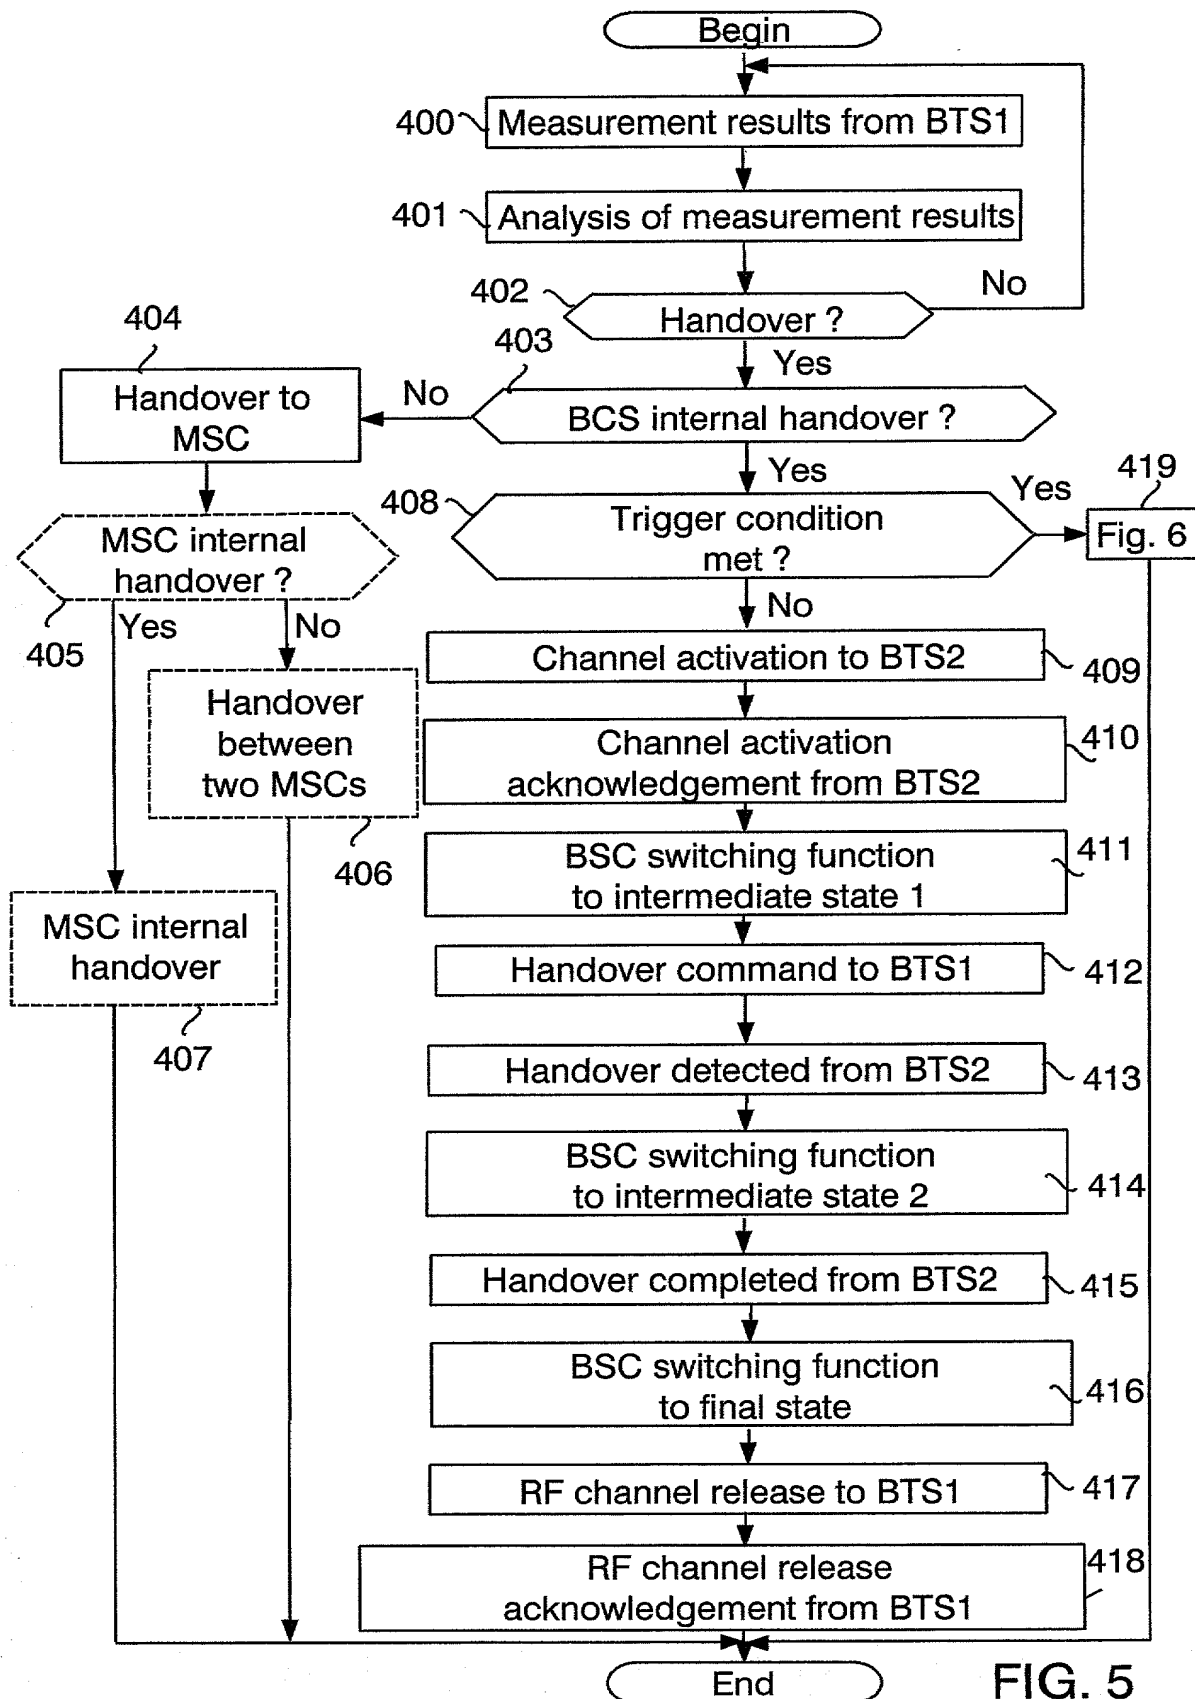 Begin
400
Measurement results from BTS1
401
Analysis of measurement results
402
Handover ?
No
Yes
403
BCS internal handover ?
No
Yes
404
Handover to
MSC
405
MSC internal
handover ?
Yes
No
406
Handover
between
two MSCs
407
MSC internal
handover
408
Trigger condition
met ?
Yes
No
419
Fig. 6
Channel activation to BTS2
409
Channel activation
acknowledgement from BTS2
410
BSC switching function
to intermediate state 1
411
Handover command to BTS1
412
Handover detected from BTS2
413
BSC switching function
to intermediate state 2
414
Handover completed from BTS2
415
BSC switching function
to final state
416
RF channel release to BTS1
417
RF channel release
acknowledgement from BTS1
418
End
FIG. 5